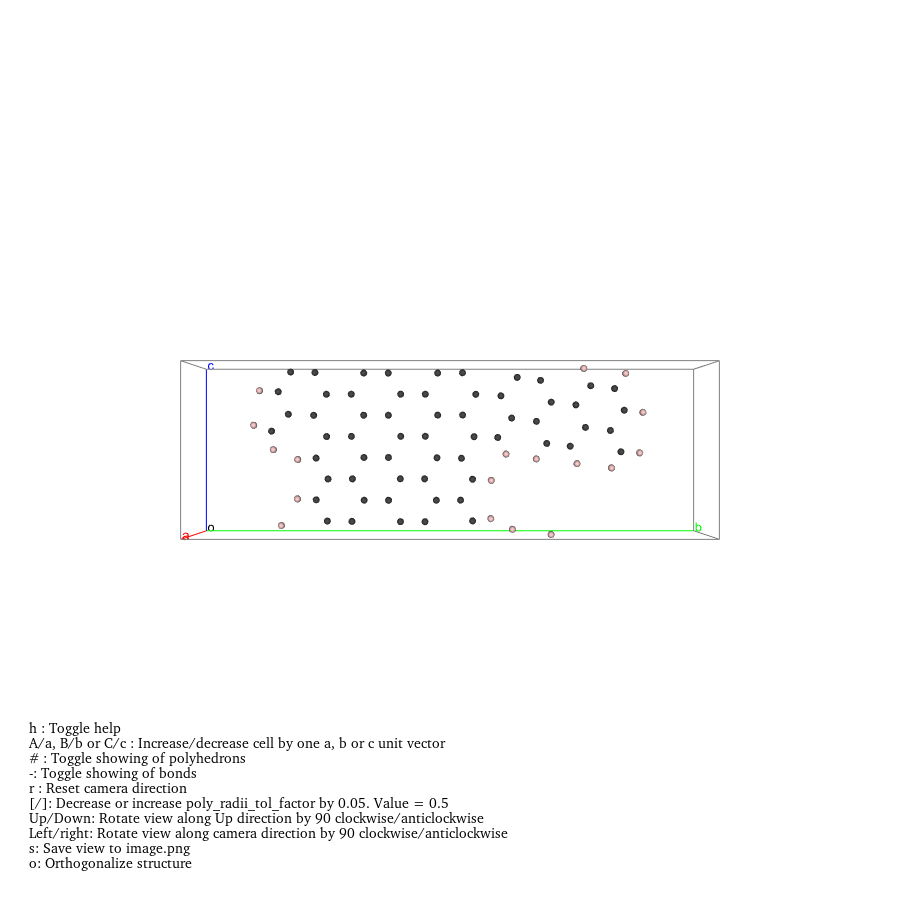 c
o
a
b
h : Toggle help
A/a, B/b or C/c : Increase/decrease cell by one a, b or c unit vector
# : Toggle showing of polyhedrons
-: Toggle showing of bonds
r : Reset camera direction
[/]: Decrease or increase poly_radii_tol_factor by 0.05. Value = 0.5
Up/Down: Rotate view along Up direction by 90 clockwise/anticlockwise
Left/right: Rotate view along camera direction by 90 clockwise/anticlockwise
s: Save view to image.png
o: Orthogonalize structure